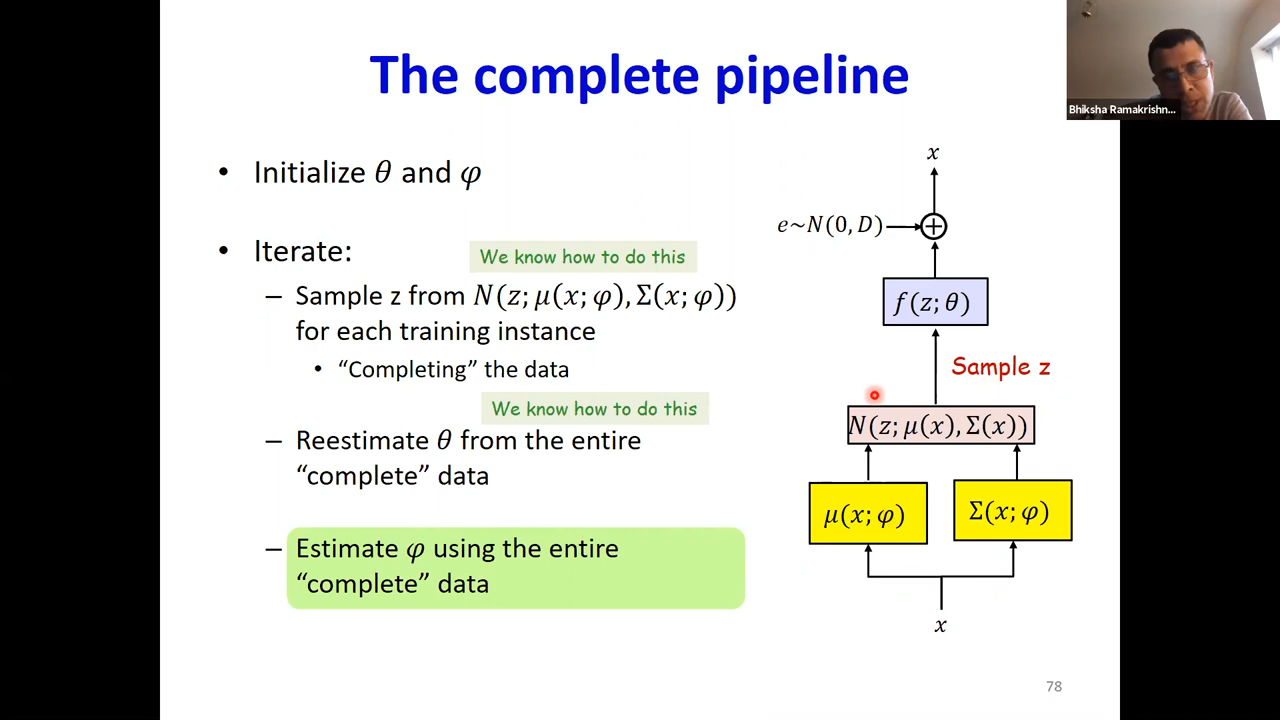 The complete pipeline
Bhiksha Ramakrishn...
• Initialize θ and φ
• Iterate:
We know how to do this
– Sample z from N(z; μ(x; φ), Σ(x; φ))
for each training instance
• “Completing” the data
We know how to do this
– Reestimate θ from the entire
“complete” data
– Estimate φ using the entire
“complete” data
x
e~N(0, D)
+
f(z; θ)
Sample z
N(z; μ(x), Σ(x))
μ(x; φ)
Σ(x; φ)
x
78